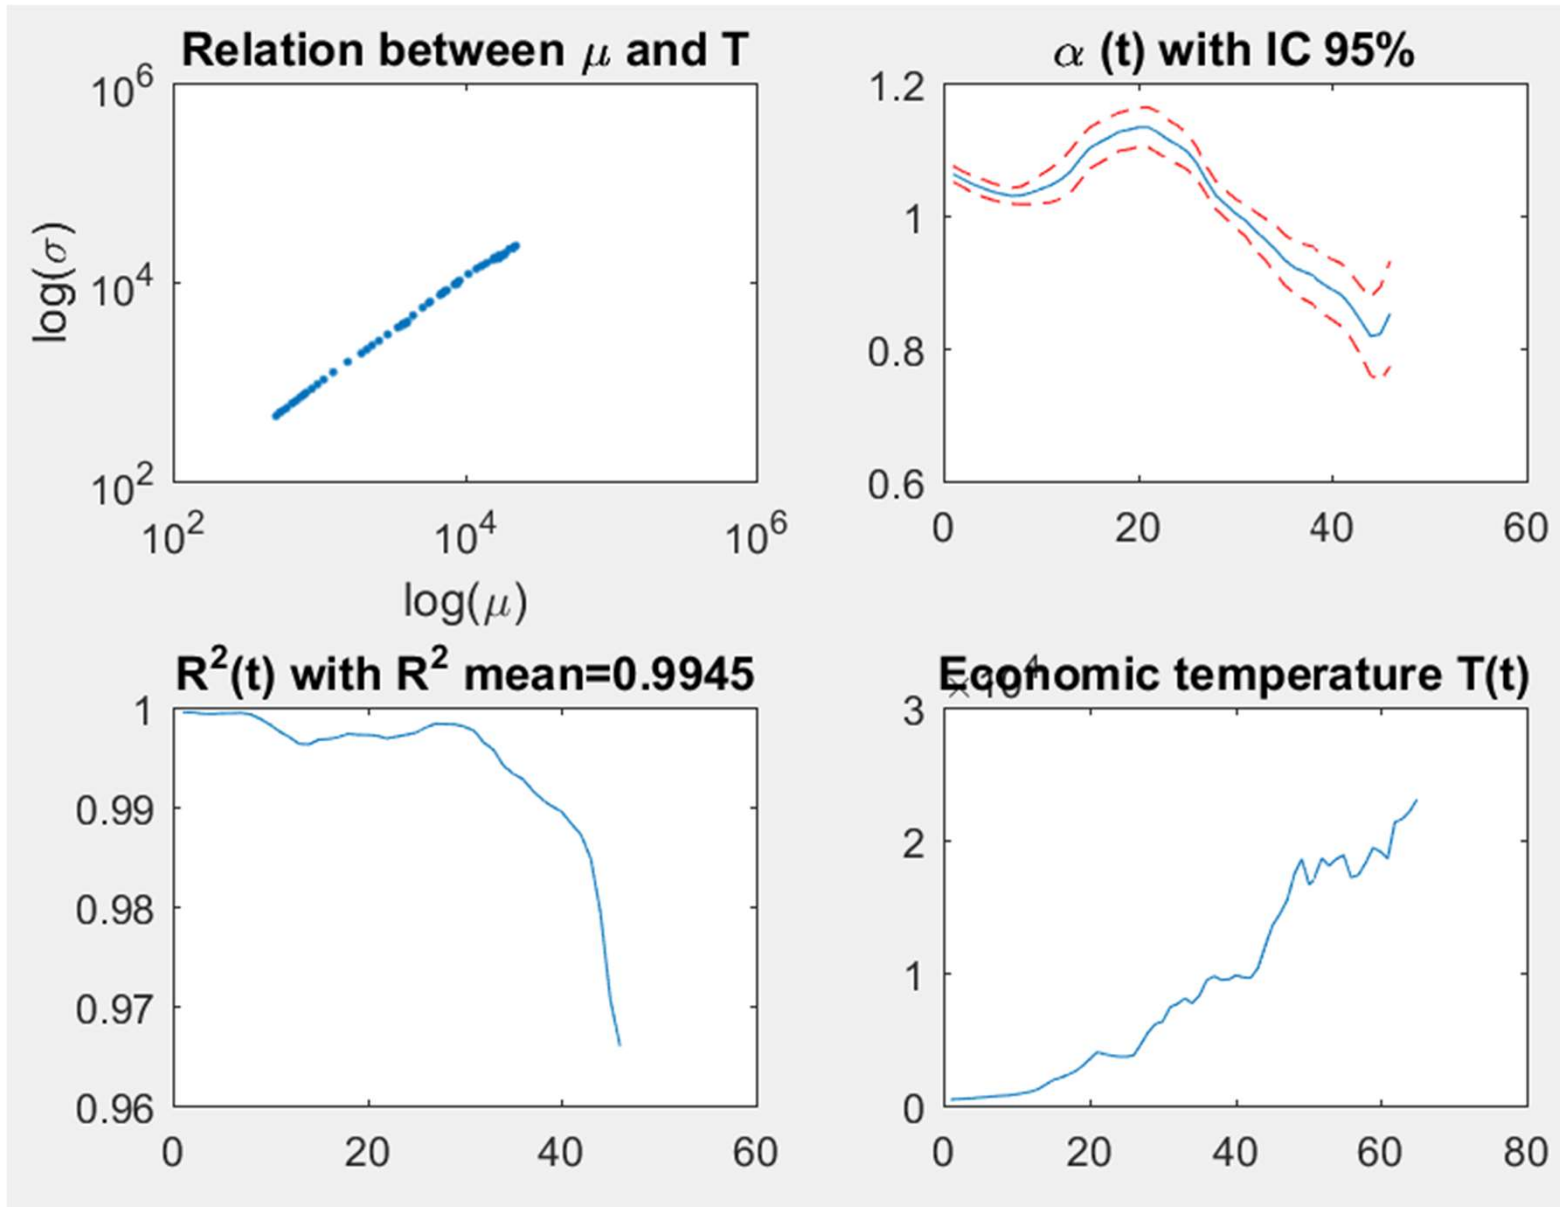 Relation between μ and T
10^6
10^4
10^2
log(σ)
10^2 10^4 10^6
log(μ)
α (t) with IC 95%
1.2
1
0.8
0.6
0 20 40 60
R^2(t) with R^2 mean=0.9945
1
0.99
0.98
0.97
0.96
0 20 40 60
Economic temperature T(t)
×10^4
3
2
1
0
0 20 40 60 80